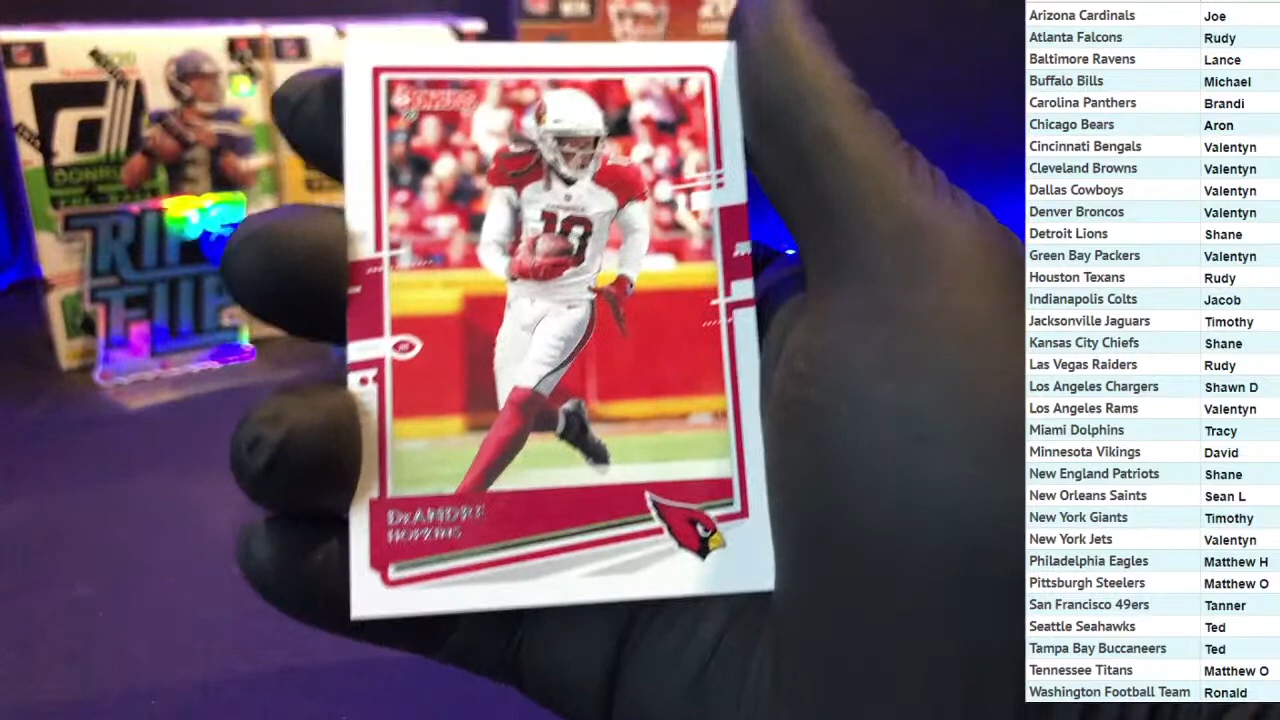 DONRUSS
RIP
FUE
10
DeANDRE
HOPKINS
Arizona Cardinals Joe
Atlanta Falcons Rudy
Baltimore Ravens Lance
Buffalo Bills Michael
Carolina Panthers Brandi
Chicago Bears Aron
Cincinnati Bengals Valentyn
Cleveland Browns Valentyn
Dallas Cowboys Valentyn
Denver Broncos Valentyn
Detroit Lions Shane
Green Bay Packers Valentyn
Houston Texans Rudy
Indianapolis Colts Jacob
Jacksonville Jaguars Timothy
Kansas City Chiefs Shane
Las Vegas Raiders Rudy
Los Angeles Chargers Shawn D
Los Angeles Rams Valentyn
Miami Dolphins Tracy
Minnesota Vikings David
New England Patriots Shane
New Orleans Saints Sean L
New York Giants Timothy
New York Jets Valentyn
Philadelphia Eagles Matthew H
Pittsburgh Steelers Matthew O
San Francisco 49ers Tanner
Seattle Seahawks Ted
Tampa Bay Buccaneers Ted
Tennessee Titans Matthew O
Washington Football Team Ronald